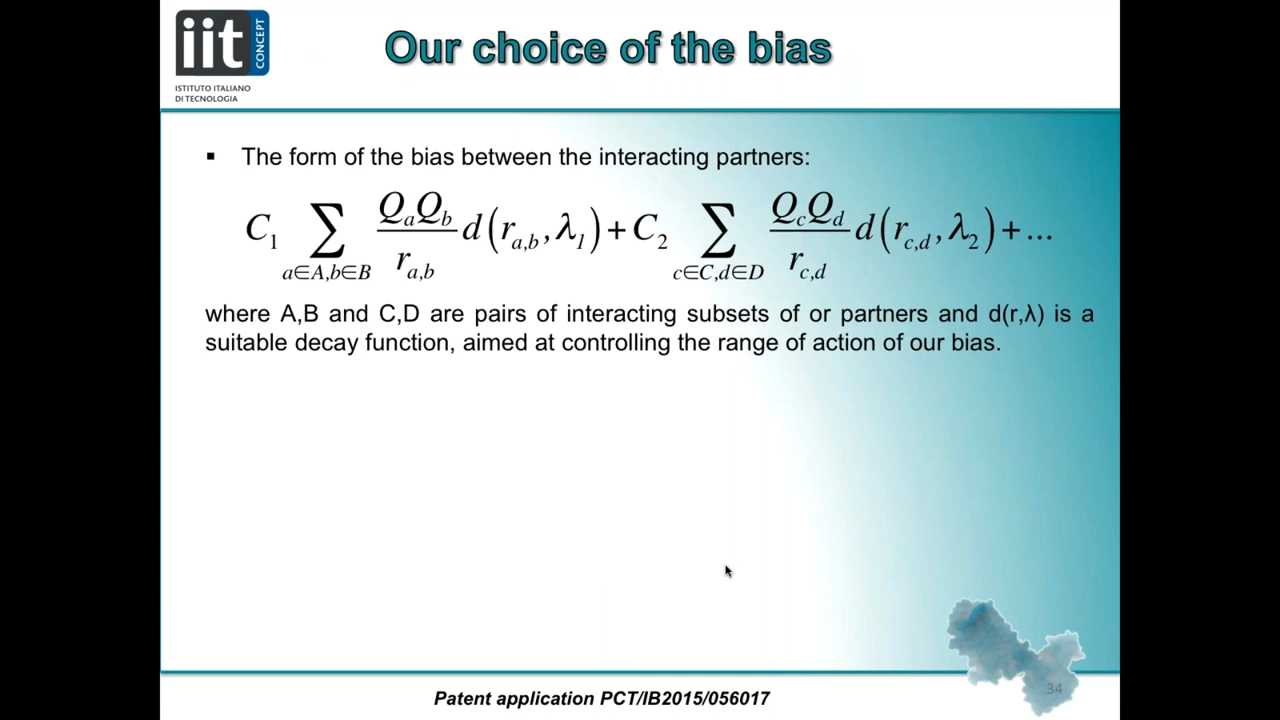 iit
CONCEPT
ISTITUTO ITALIANO
DI TECNOLOGIA
Our choice of the bias
▪ The form of the bias between the interacting partners:
C₁ ∑_{a∈A,b∈B} (Q_a Q_b / r_{a,b}) d(r_{a,b}, λ₁) + C₂ ∑_{c∈C,d∈D} (Q_c Q_d / r_{c,d}) d(r_{c,d}, λ₂) + ...
where A,B and C,D are pairs of interacting subsets of or partners and d(r,λ) is a
suitable decay function, aimed at controlling the range of action of our bias.
34
Patent application PCT/IB2015/056017